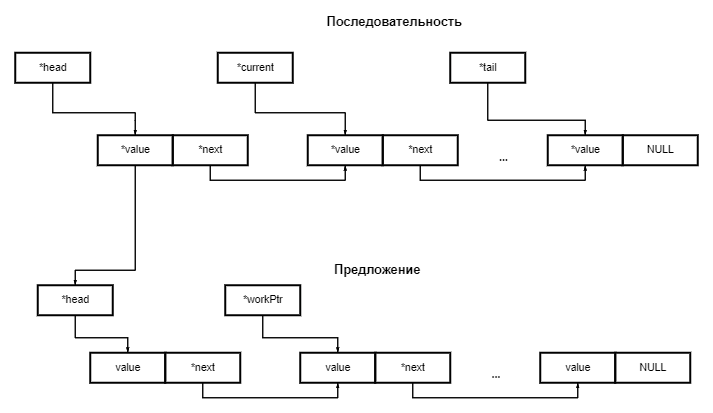 Последовательность
*head
*current
*tail
*value
*next
*value
*next
...
*value
NULL
Предложение
*head
*workPtr
value
*next
value
*next
...
value
NULL